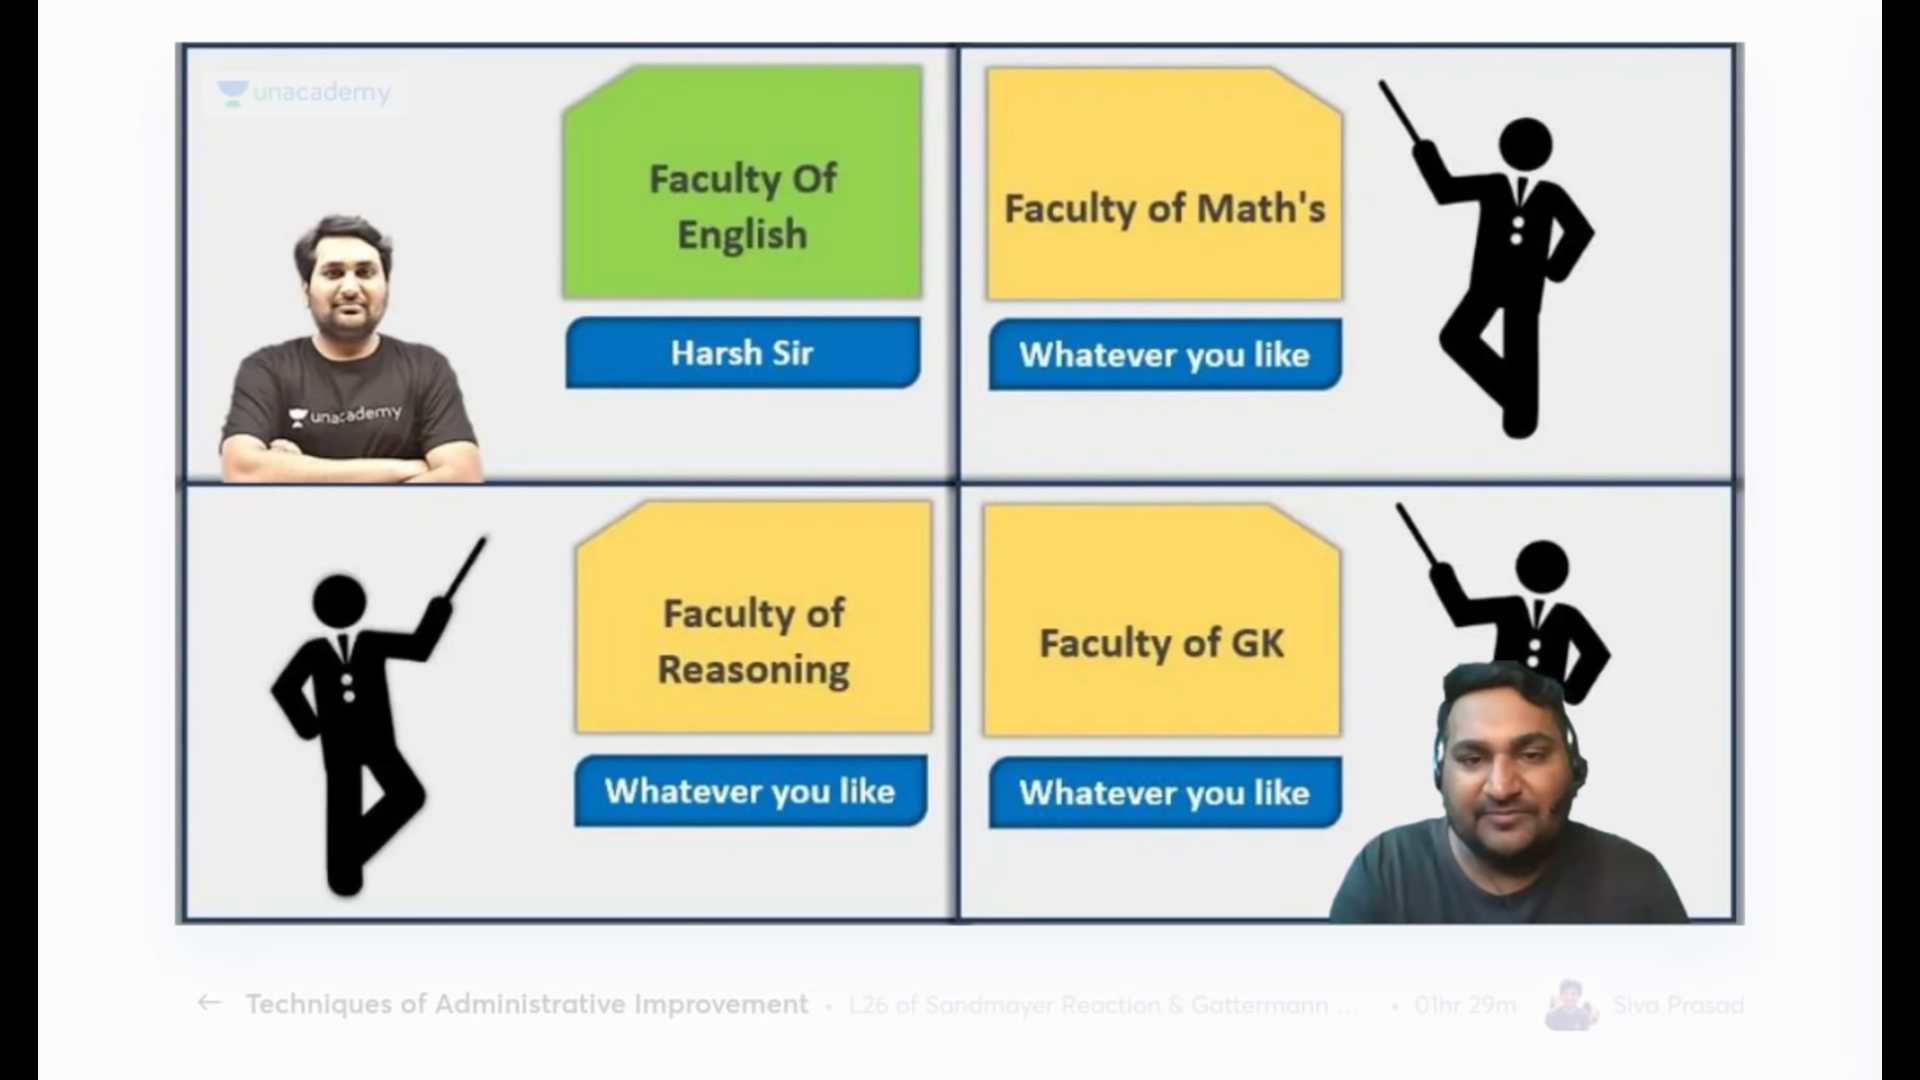 unacademy
Faculty Of
English
Harsh Sir
unacademy
Faculty of Math's
Whatever you like
Faculty of
Reasoning
Whatever you like
Faculty of GK
Whatever you like
← Techniques of Administrative Improvement • L26 of Sandmayer Reaction & Gattermann ... • 01hr 29m Siva Prasad